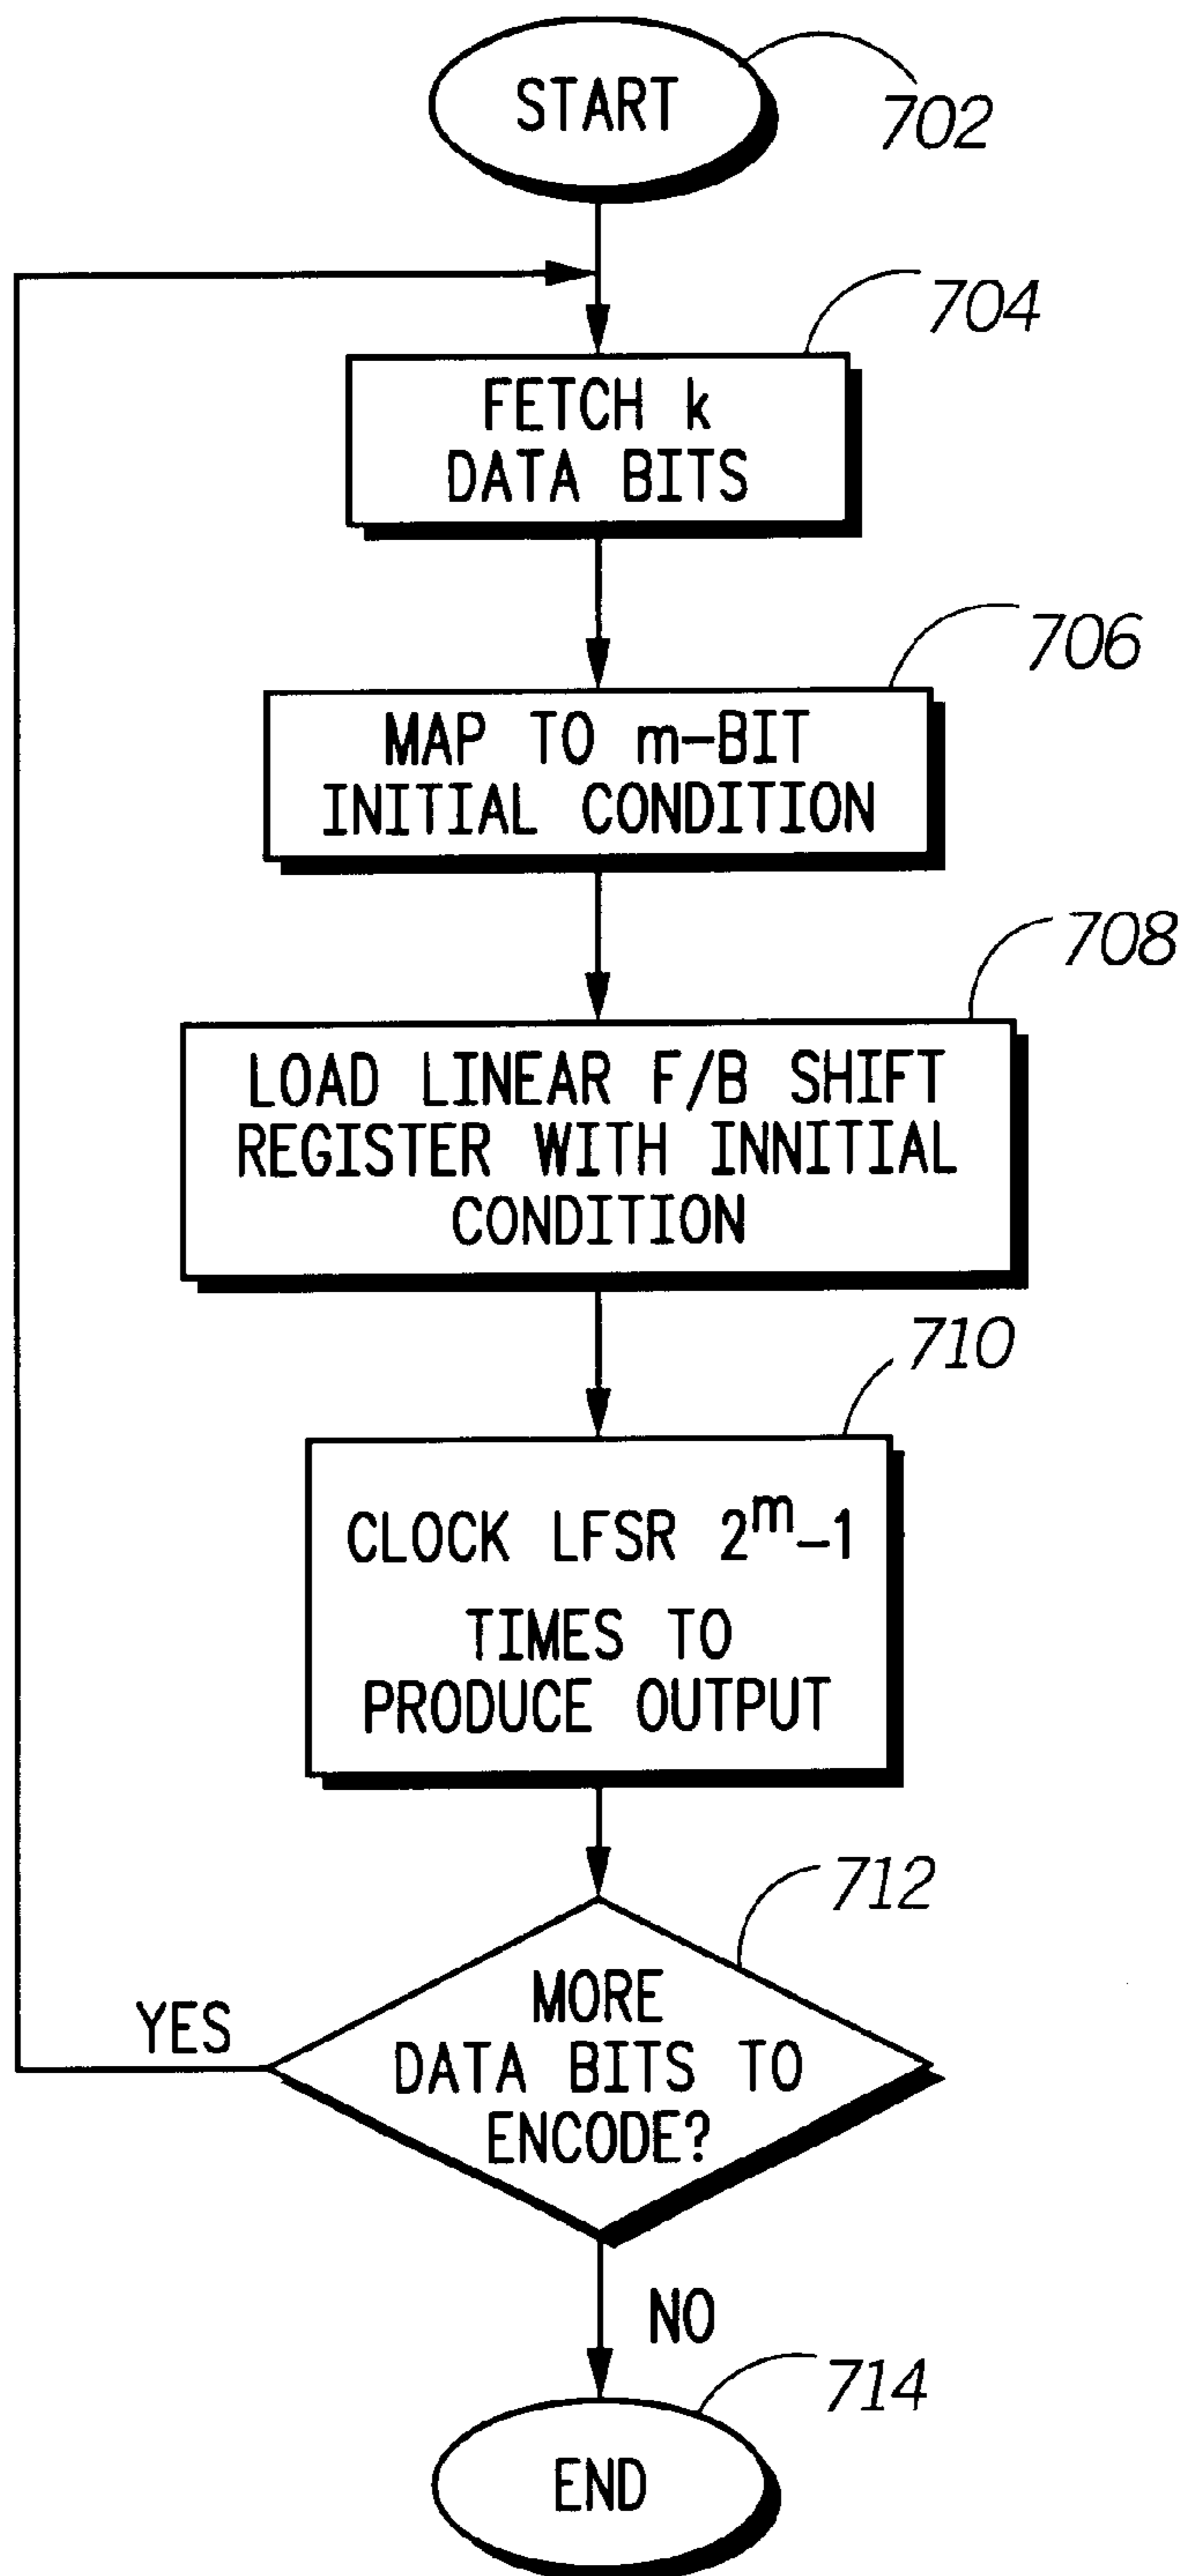 START
702
704
FETCH k
DATA BITS
706
MAP TO m-BIT
INITIAL CONDITION
708
LOAD LINEAR F/B SHIFT
REGISTER WITH INNITIAL
CONDITION
710
CLOCK LFSR 2^m-1
TIMES TO
PRODUCE OUTPUT
712
MORE
DATA BITS TO
ENCODE?
YES
NO
714
END